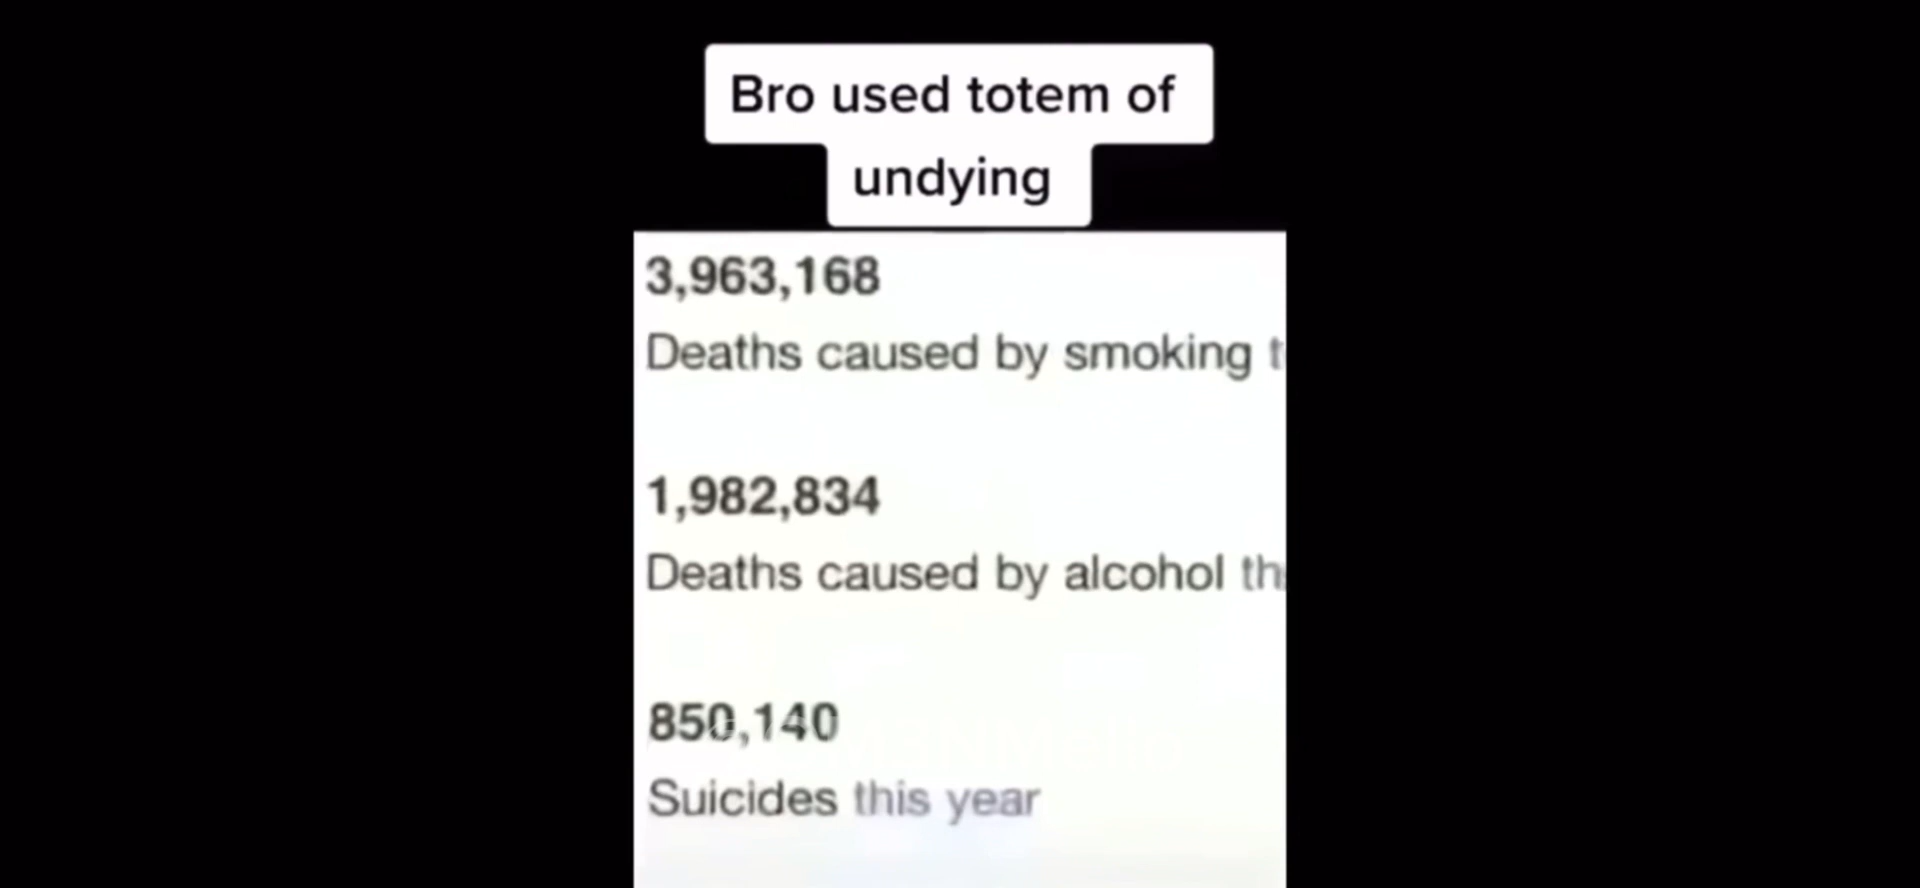 Bro used totem of
undying
3,963,168
Deaths caused by smoking
1,982,834
Deaths caused by alcohol
850,140
Suicides this year